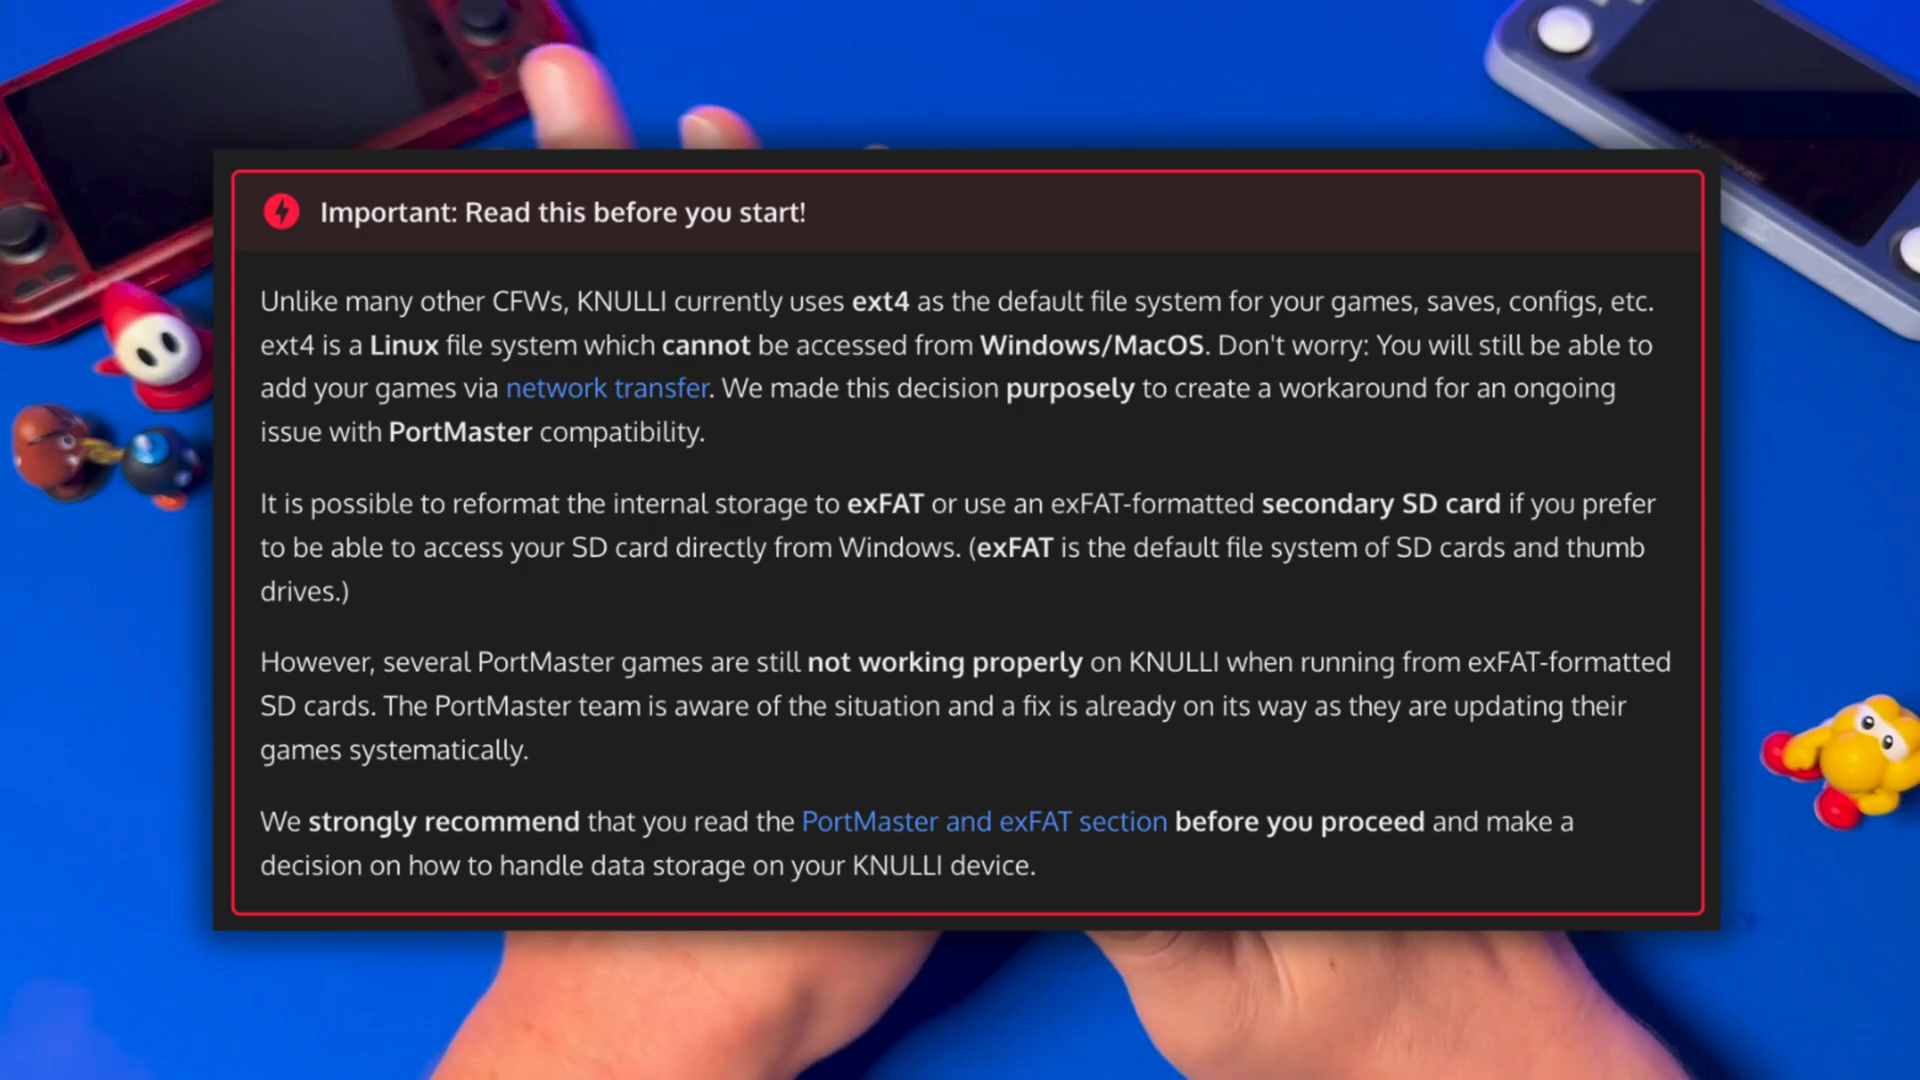 Important: Read this before you start!
Unlike many other CFWs, KNULLI currently uses ext4 as the default file system for your games, saves, configs, etc.
ext4 is a Linux file system which cannot be accessed from Windows/MacOS. Don't worry: You will still be able to
add your games via network transfer. We made this decision purposely to create a workaround for an ongoing
issue with PortMaster compatibility.
It is possible to reformat the internal storage to exFAT or use an exFAT-formatted secondary SD card if you prefer
to be able to access your SD card directly from Windows. (exFAT is the default file system of SD cards and thumb
drives.)
However, several PortMaster games are still not working properly on KNULLI when running from exFAT-formatted
SD cards. The PortMaster team is aware of the situation and a fix is already on its way as they are updating their
games systematically.
We strongly recommend that you read the PortMaster and exFAT section before you proceed and make a
decision on how to handle data storage on your KNULLI device.